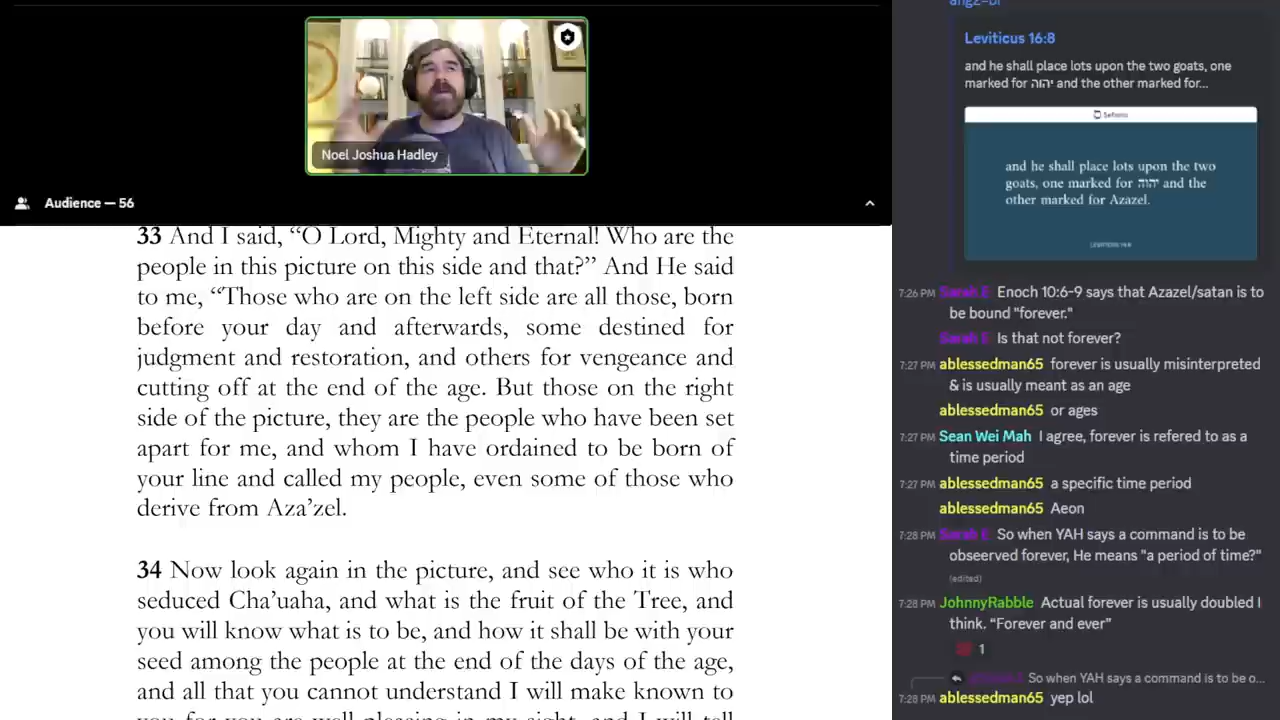 Noel Joshua Hadley
Audience — 56
33 And I said, “O Lord, Mighty and Eternal! Who are the
people in this picture on this side and that?” And He said
to me, “Those who are on the left side are all those, born
before your day and afterwards, some destined for
judgment and restoration, and others for vengeance and
cutting off at the end of the age. But those on the right
side of the picture, they are the people who have been set
apart for me, and whom I have ordained to be born of
your line and called my people, even some of those who
derive from Aza’zel.
34 Now look again in the picture, and see who it is who
seduced Cha’uaha, and what is the fruit of the Tree, and
you will know what is to be, and how it shall be with your
seed among the people at the end of the days of the age,
and all that you cannot understand I will make known to
you for you are well pleasing in my sight, and I will tell
Leviticus 16:8
and he shall place lots upon the two goats, one
marked for יהוה and the other marked for...
Sefaria
and he shall place lots upon the two
goats, one marked for יהוה and the
other marked for Azazel.
7:26 PM Sarah E Enoch 10:6-9 says that Azazel/satan is to
be bound "forever."
Sarah E Is that not forever?
7:27 PM ablessedman65 forever is usually misinterpreted
& is usually meant as an age
ablessedman65 or ages
7:27 PM Sean Wei Mah I agree, forever is refered to as a
time period
7:27 PM ablessedman65 a specific time period
ablessedman65 Aeon
7:28 PM Sarah E So when YAH says a command is to be
obseerved forever, He means "a period of time?"
(edited)
7:28 PM JohnnyRabble Actual forever is usually doubled I
think. “Forever and ever”
1
So when YAH says a command is to be o...
7:28 PM ablessedman65 yep lol